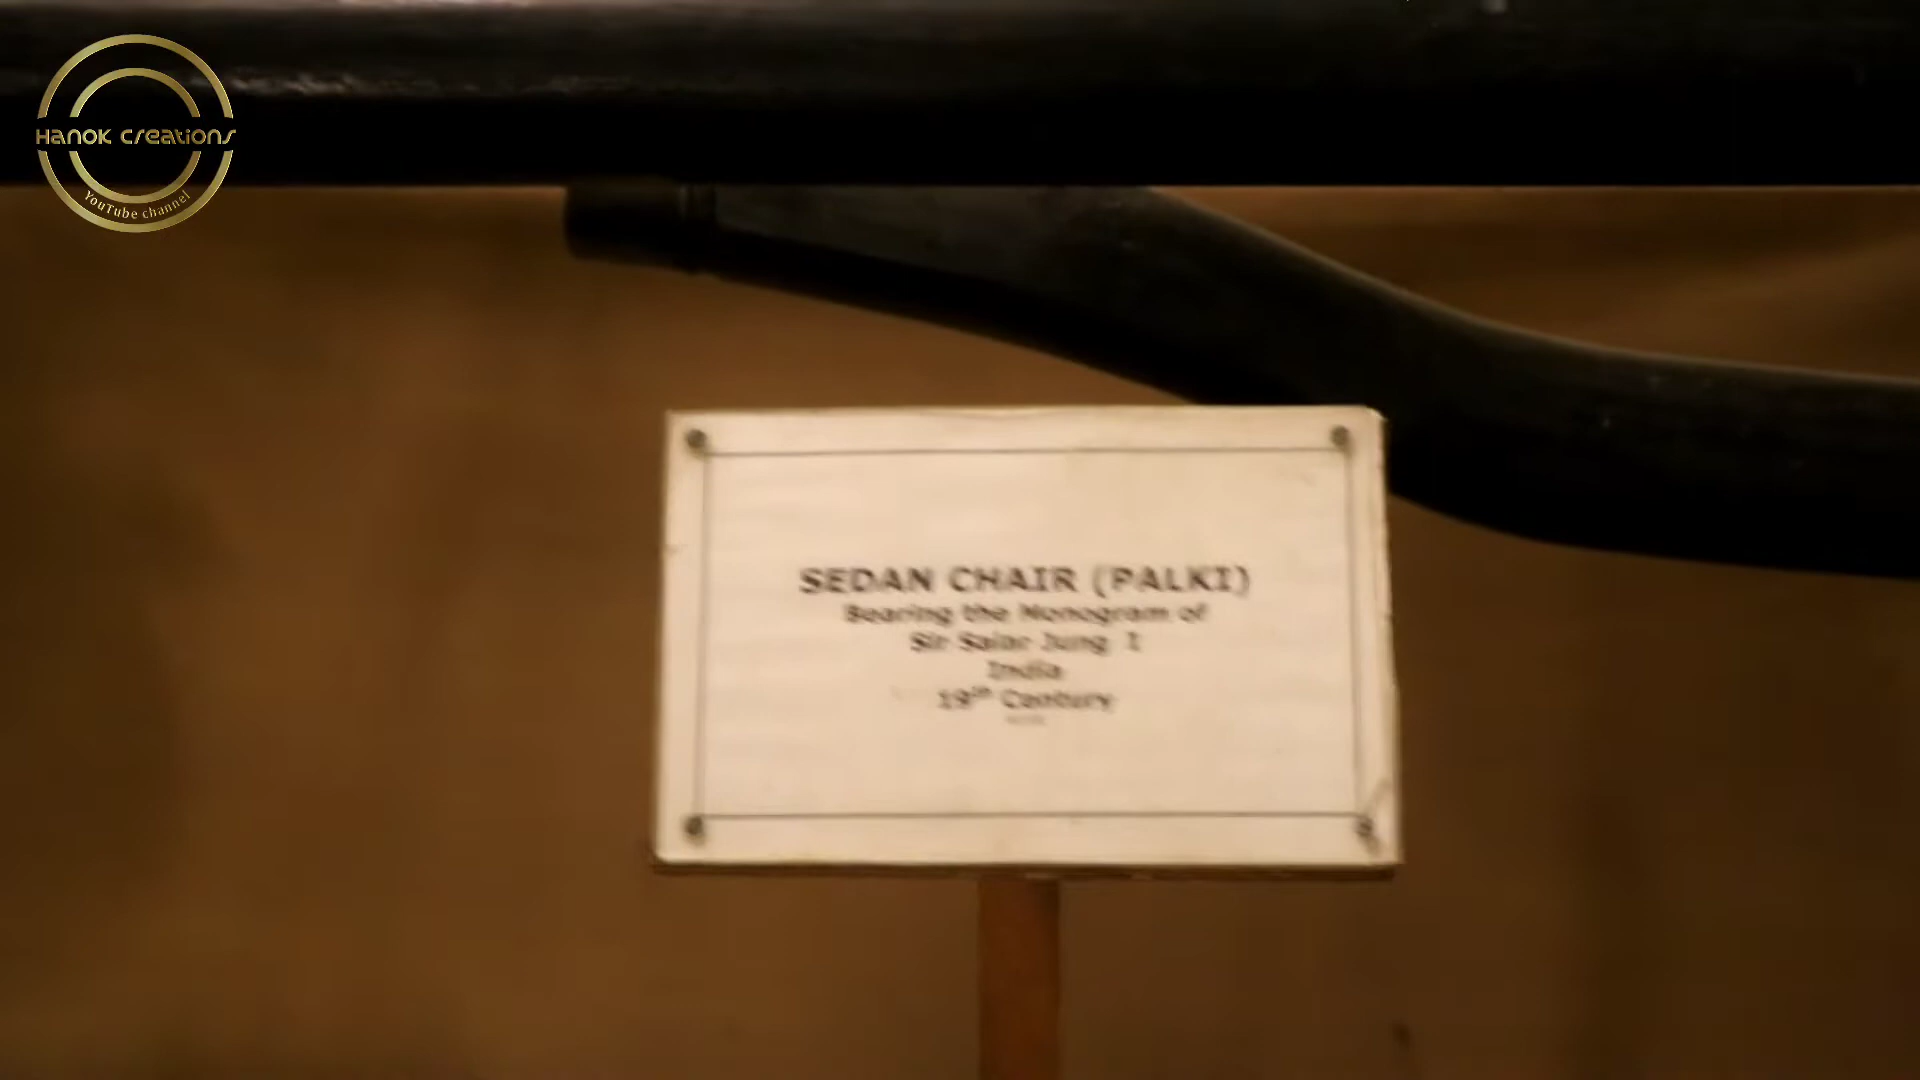 Hanok Creations
YouTube channel
SEDAN CHAIR (PALKI)
Bearing the Monogram of
Sir Salar Jung I
India
19th Century